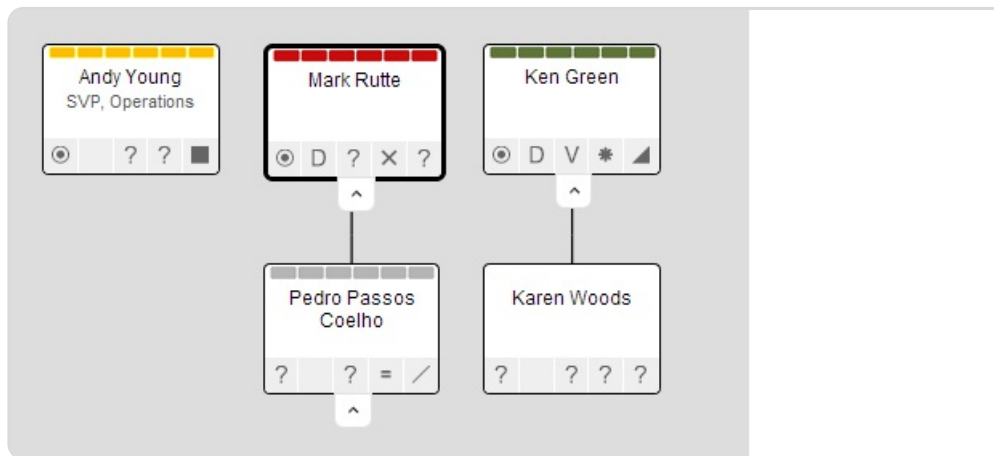 Andy Young
SVP, Operations
? ?
Mark Rutte
D ? X ?
Ken Green
D V *
Pedro Passos
Coelho
? ? = /
Karen Woods
? ? ? ?